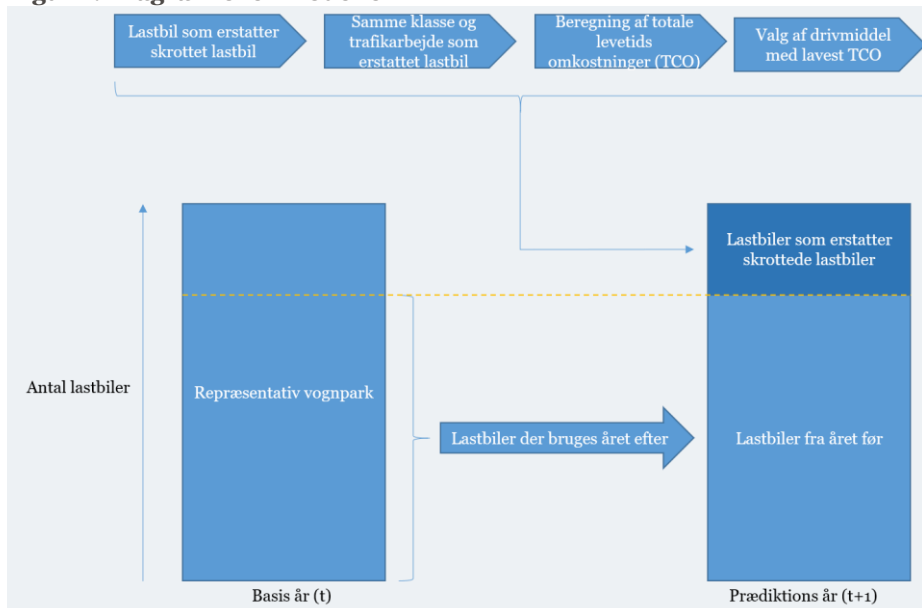 Lastbil som erstatter
skrottet lastbil
Samme klasse og
trafikarbejde som
erstattet lastbil
Beregning af totale
levetids
omkostninger (TCO)
Valg af drivmiddel
med lavest TCO
Lastbiler som erstatter
skrottede lastbiler
Antal lastbiler
Repræsentativ vognpark
Lastbiler der bruges året efter
Lastbiler fra året før
Basis år (t)
Prædiktions år (t+1)